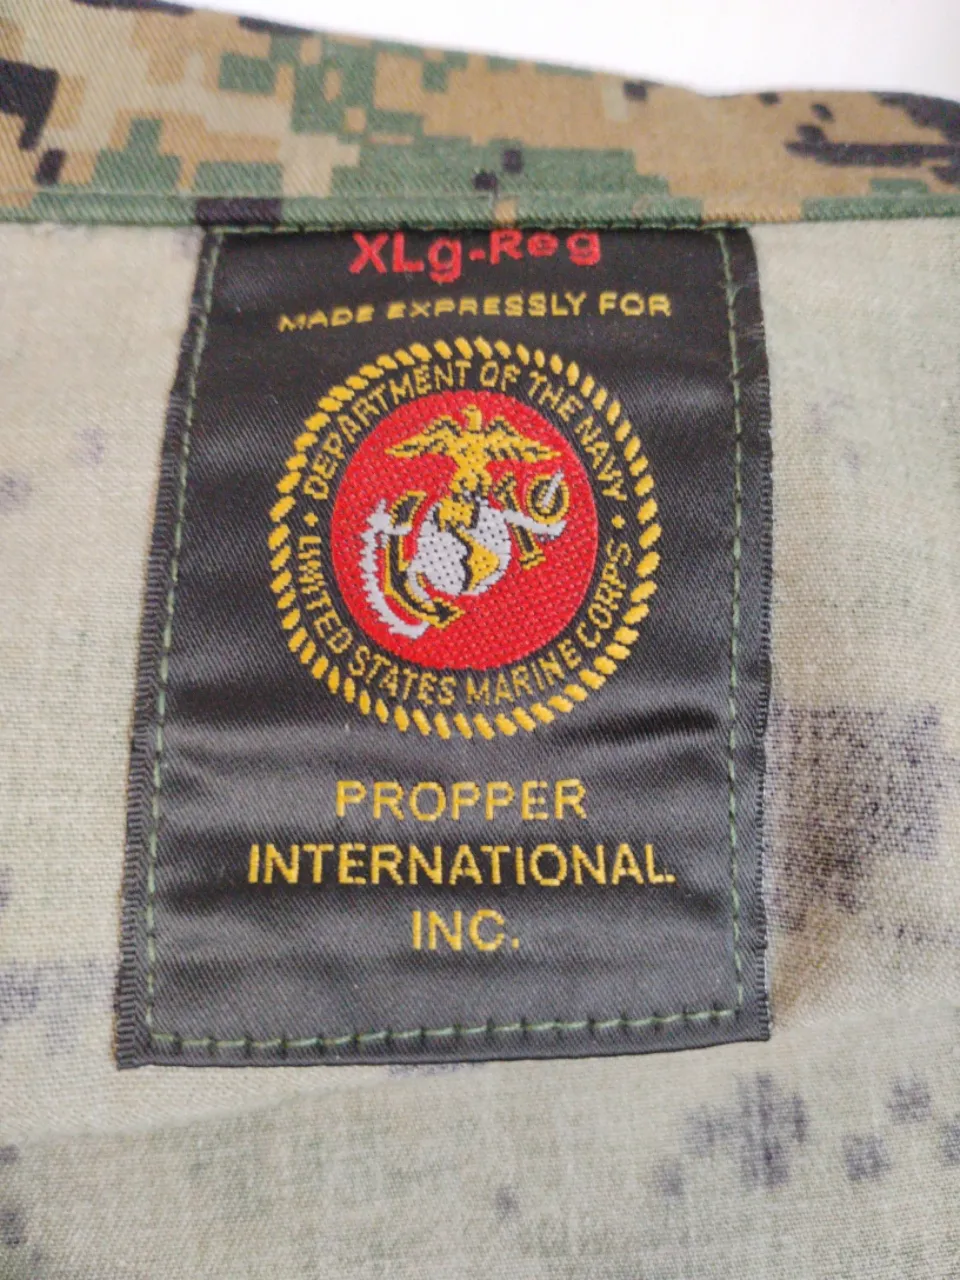 XLg-Reg
MADE EXPRESSLY FOR
DEPARTMENT OF THE NAVY
UNITED STATES MARINE CORPS
PROPPER
INTERNATIONAL.
INC.